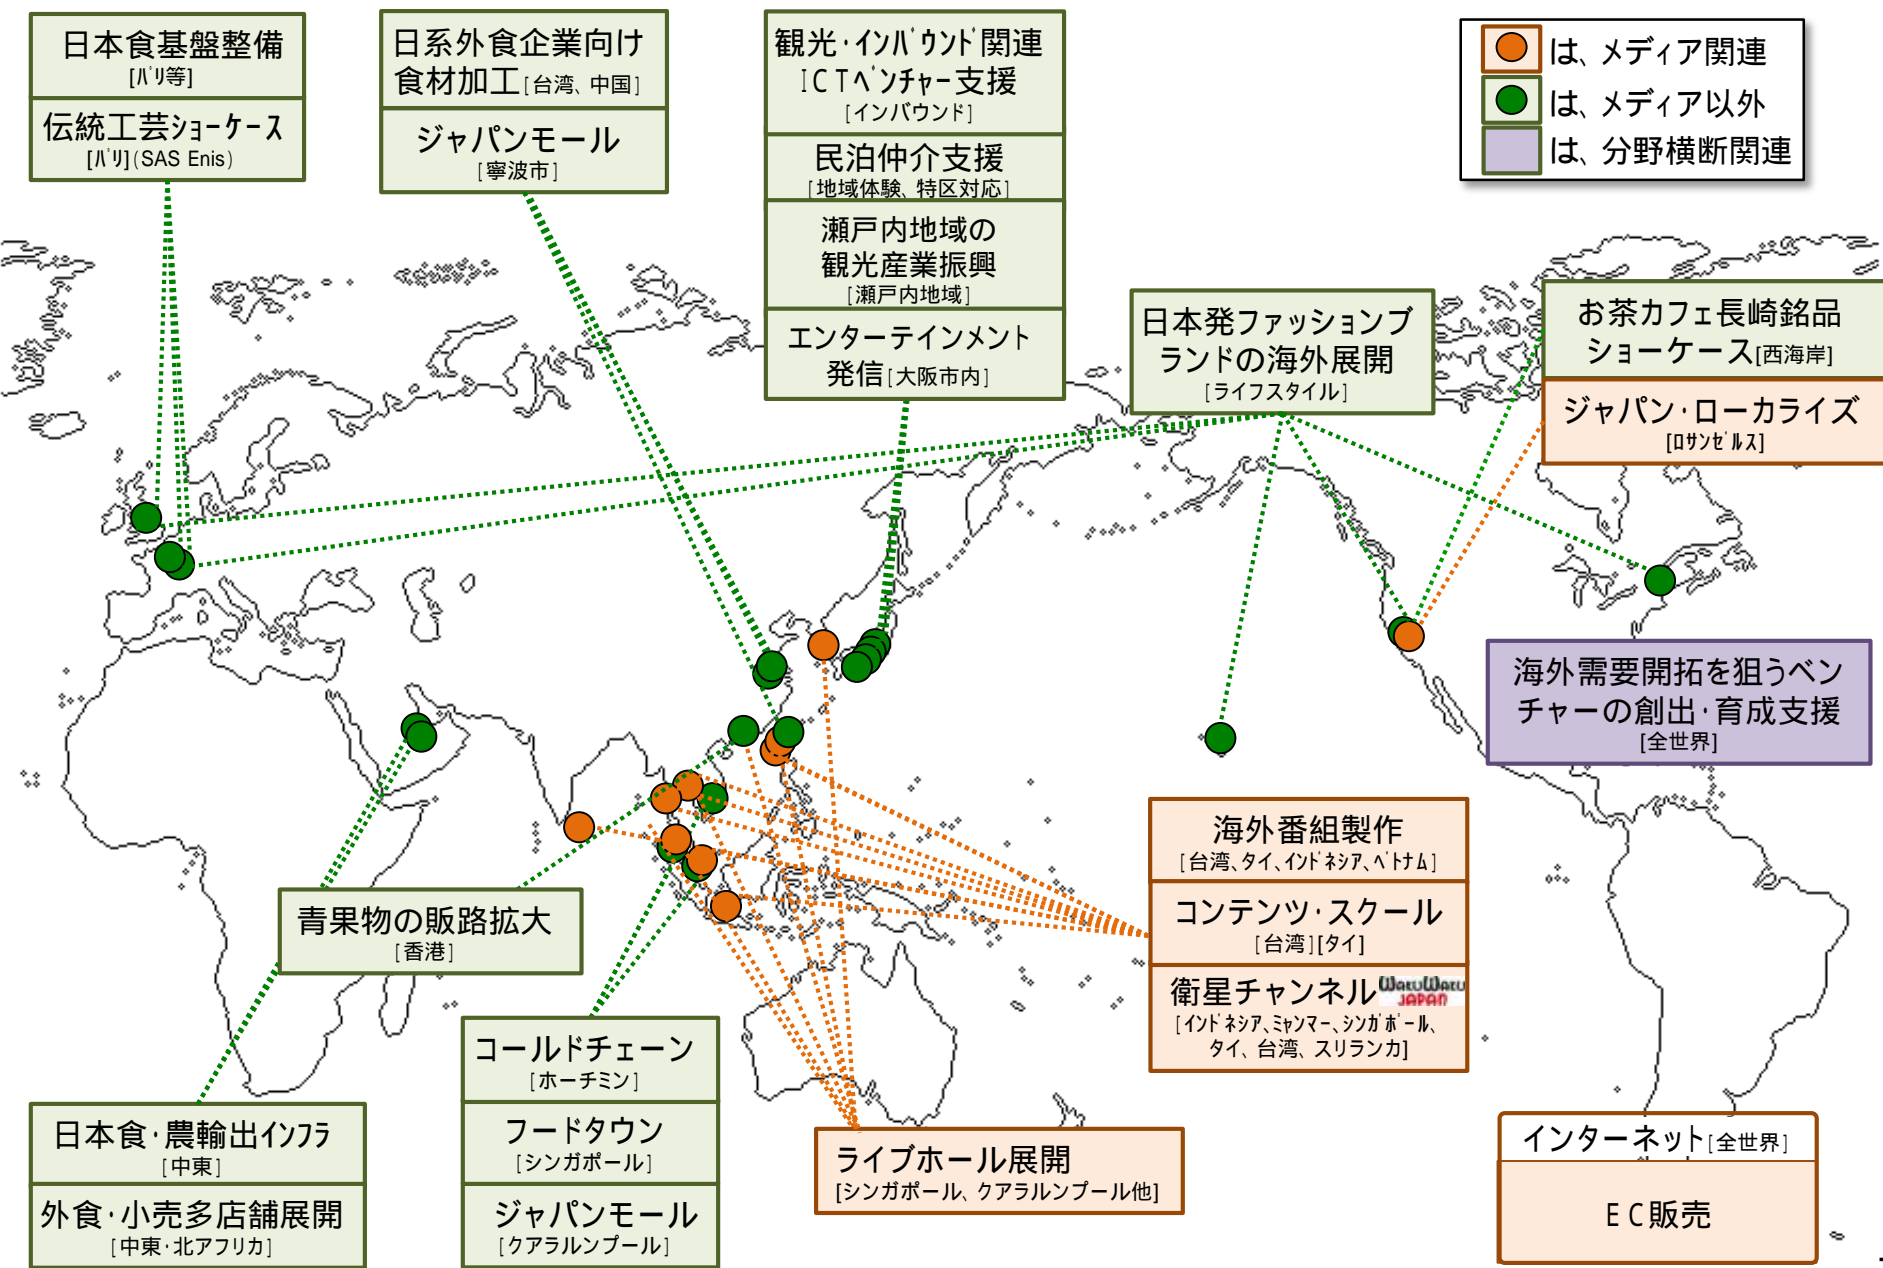 日本食基盤整備
[パリ等]
伝統工芸ショーケース
[パリ](SAS Enis)
日系外食企業向け
食材加工[台湾、中国]
ジャパンモール
[寧波市]
観光・インバウンド関連
ICTベンチャー支援
[インバウンド]
民泊仲介支援
[地域体験、特区対応]
瀬戸内地域の
観光産業振興
[瀬戸内地域]
エンターテインメント
発信[大阪市内]
は、メディア関連
は、メディア以外
は、分野横断関連
日本発ファッションブ
ランドの海外展開
[ライフスタイル]
お茶カフェ長崎銘品
ショーケース[西海岸]
ジャパン・ローカライズ
[ロサンゼルス]
海外需要開拓を狙うベン
チャーの創出・育成支援
[全世界]
海外番組製作
[台湾、タイ、インドネシア、ベトナム]
コンテンツ・スクール
[台湾][タイ]
衛星チャンネル WAKUWAKU JAPAN
[インドネシア、ミャンマー、シンガポール、
タイ、台湾、スリランカ]
青果物の販路拡大
[香港]
コールドチェーン
[ホーチミン]
フードタウン
[シンガポール]
ジャパンモール
[クアラルンプール]
日本食・農輸出インフラ
[中東]
外食・小売多店舗展開
[中東・北アフリカ]
ライブホール展開
[シンガポール、クアラルンプール他]
インターネット[全世界]
EC販売